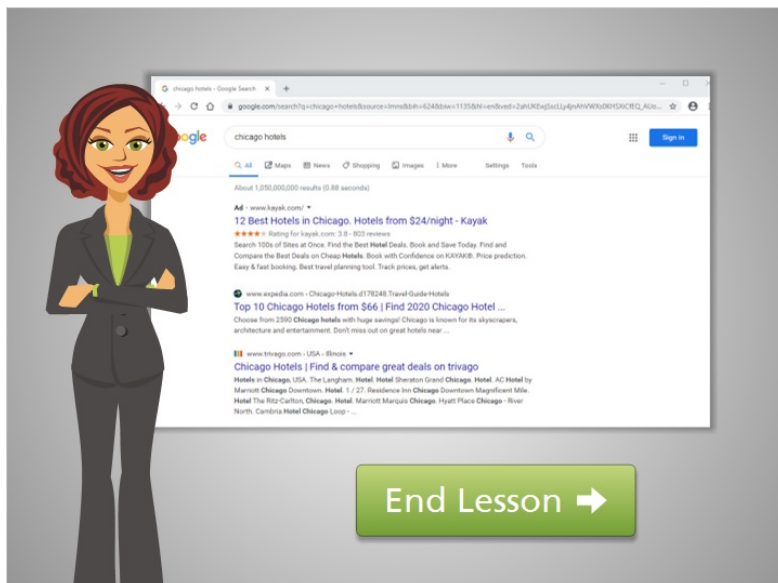 chicago hotels - Google Search
google.com/search?q=chicago+hotels&source=lmns&bih=624&biw=1135&hl=en&ved=
ogle
chicago hotels
Sign in
All Maps News Shopping Images More Settings Tools
About 1,050,000,000 results (0.88 seconds)
Ad · www.kayak.com/
12 Best Hotels in Chicago. Hotels from $24/night - Kayak
Rating for kayak.com: 3.8 - 803 reviews
Search 100s of Sites at Once. Find the Best Hotel Deals. Book and Save Today. Find and
Compare the Best Deals on Cheap Hotels. Book with Confidence on KAYAK®. Price prediction.
Easy & fast booking. Best travel planning tool. Track prices, get alerts.
www.expedia.com › Chicago-Hotels.d178248.Travel-Guide-Hotels
Top 10 Chicago Hotels from $66 | Find 2020 Chicago Hotel ...
Choose from 2590 Chicago hotels with huge savings! Chicago is known for its skyscrapers,
architecture and entertainment. Don't miss out on great hotels near ...
www.trivago.com › USA › Illinois
Chicago Hotels | Find & compare great deals on trivago
Hotels in Chicago, USA. The Langham. Hotel. Hotel Sheraton Grand Chicago. Hotel. AC Hotel by
Marriott Chicago Downtown. Hotel. 1 / 27. Residence Inn Chicago Downtown Magnificent Mile.
Hotel The Ritz-Carlton, Chicago. Hotel. Marriott Marquis Chicago. Hyatt Place Chicago - River
North. Cambria Hotel Chicago Loop - ...
End Lesson